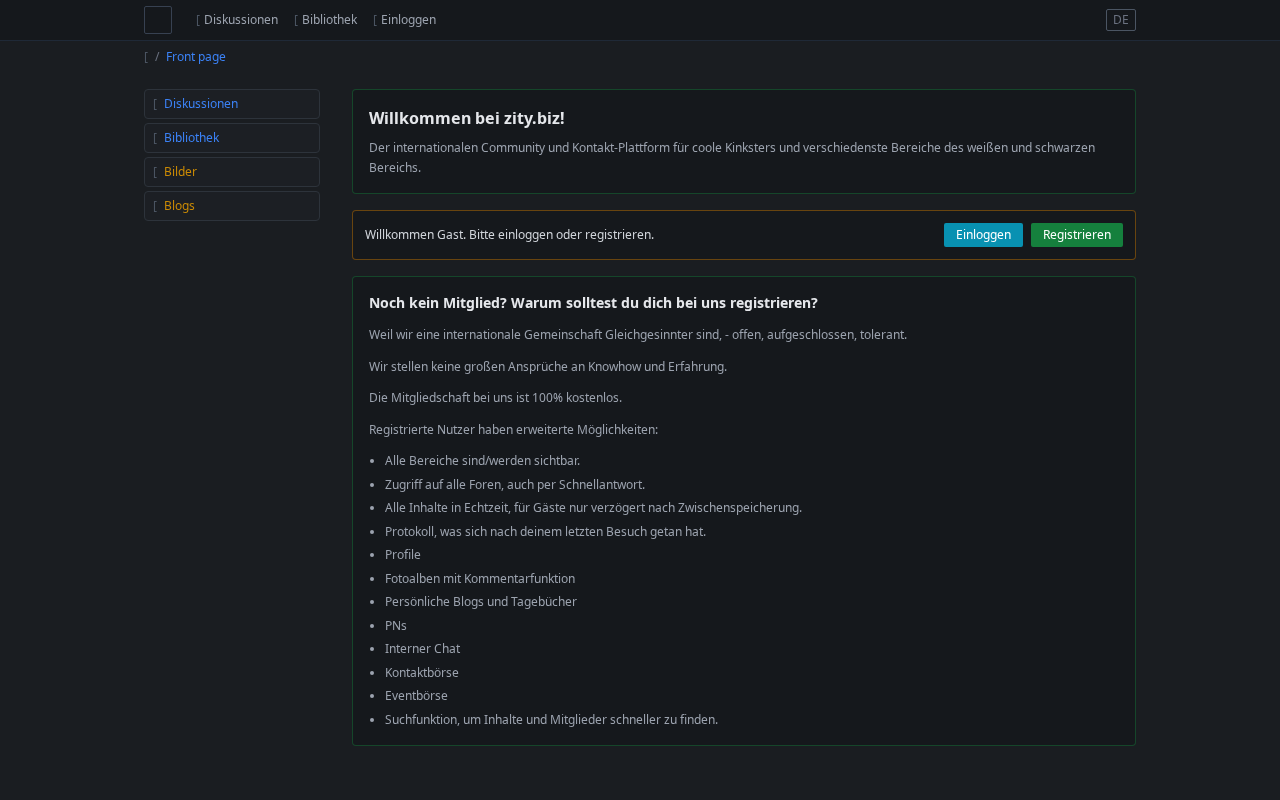 [ Diskussionen [ Bibliothek [ Einloggen DE
[ / Front page
[ Diskussionen
[ Bibliothek
[ Bilder
[ Blogs
Willkommen bei zity.biz!
Der internationalen Community und Kontakt-Plattform für coole Kinksters und verschiedenste Bereiche des weißen und schwarzen
Bereichs.
Willkommen Gast. Bitte einloggen oder registrieren. Einloggen Registrieren
Noch kein Mitglied? Warum solltest du dich bei uns registrieren?
Weil wir eine internationale Gemeinschaft Gleichgesinnter sind, - offen, aufgeschlossen, tolerant.
Wir stellen keine großen Ansprüche an Knowhow und Erfahrung.
Die Mitgliedschaft bei uns ist 100% kostenlos.
Registrierte Nutzer haben erweiterte Möglichkeiten:
• Alle Bereiche sind/werden sichtbar.
• Zugriff auf alle Foren, auch per Schnellantwort.
• Alle Inhalte in Echtzeit, für Gäste nur verzögert nach Zwischenspeicherung.
• Protokoll, was sich nach deinem letzten Besuch getan hat.
• Profile
• Fotoalben mit Kommentarfunktion
• Persönliche Blogs und Tagebücher
• PNs
• Interner Chat
• Kontaktbörse
• Eventbörse
• Suchfunktion, um Inhalte und Mitglieder schneller zu finden.